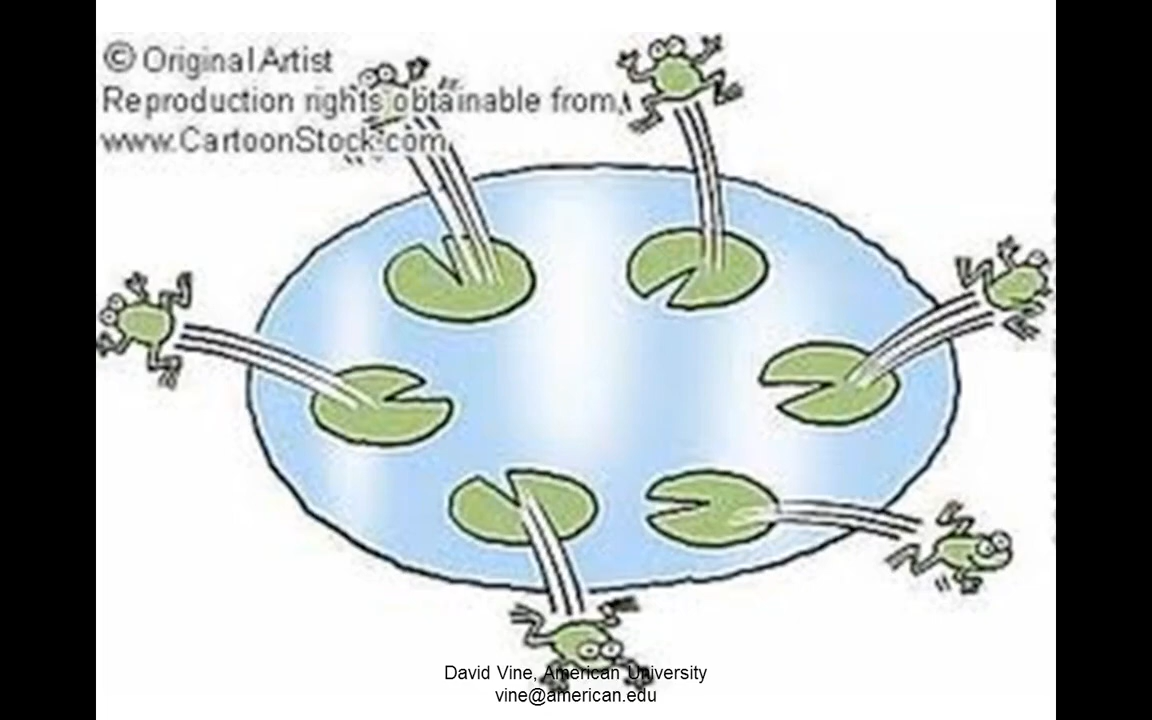 © Original Artist
Reproduction rights obtainable from
www.CartoonStock.com
David Vine, American University
vine@american.edu